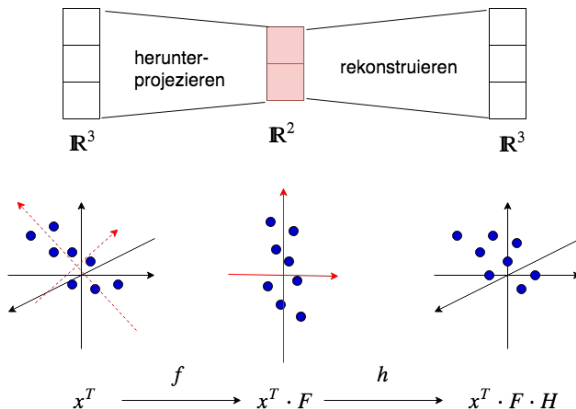 herunter-
projezieren
rekonstruieren
ℝ³
ℝ²
ℝ³
f
h
xᵀ
xᵀ · F
xᵀ · F · H